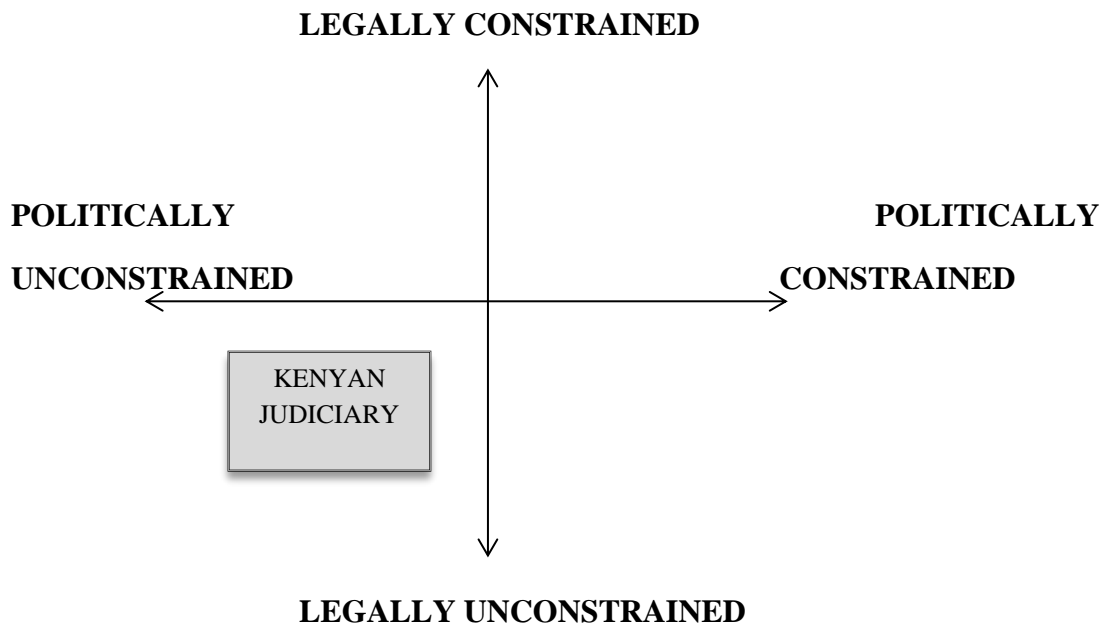 LEGALLY CONSTRAINED
POLITICALLY
UNCONSTRAINED
POLITICALLY
CONSTRAINED
KENYAN
JUDICIARY
LEGALLY UNCONSTRAINED